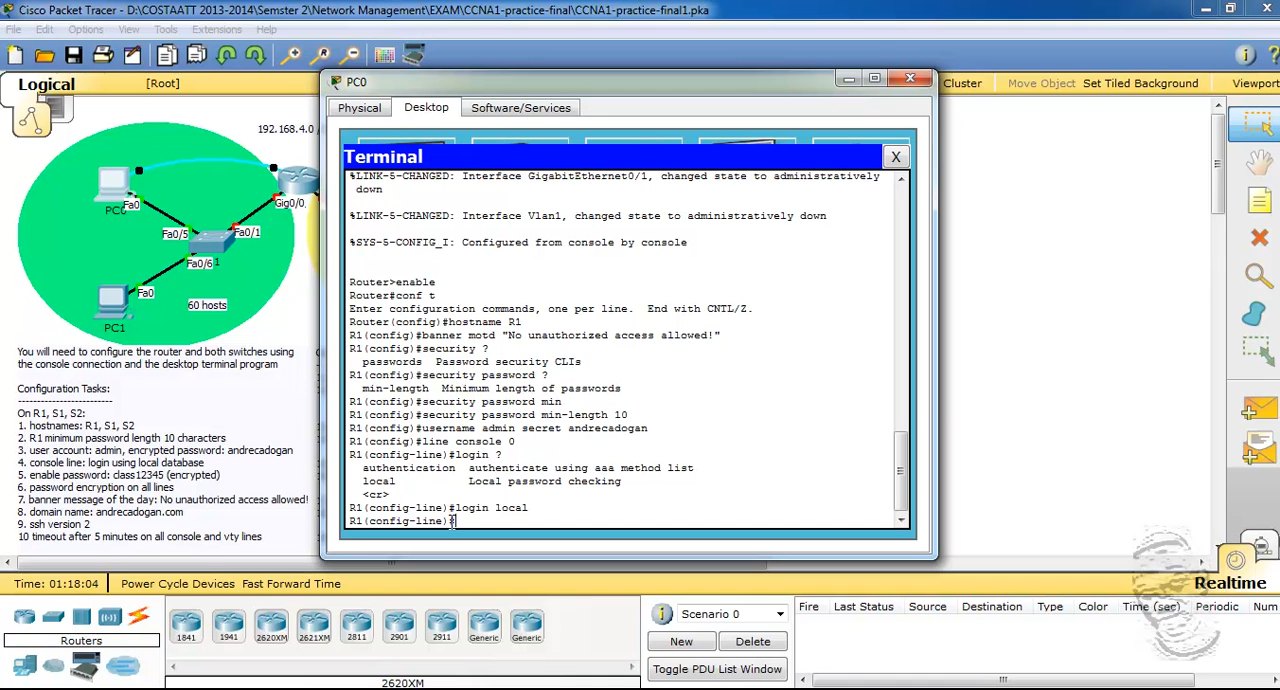 Cisco Packet Tracer - D:\COSTAATT 2013-2014\Semster 2\Network Management\EXAM\CCNA1-practice-final\CCNA1-practice-final1.pka
File Edit Options View Tools Extensions Help
Logical [Root] Cluster Move Object Set Tiled Background Viewport
192.168.4.0 /
PC0
Fa0
Gig0/0
Fa0/5
Fa0/1
Fa0/6
Fa0
60 hosts
PC1
You will need to configure the router and both switches using
the console connection and the desktop terminal program
Configuration Tasks:
--------------------
On R1, S1, S2:
1. hostnames: R1, S1, S2
2. R1 minimum password length 10 characters
3. user account: admin, encrypted password: andrecadogan
4. console line: login using local database
5. enable password: class12345 (encrypted)
6. password encryption on all lines
7. banner message of the day: No unauthorized access allowed!
8. domain name: andrecadogan.com
9. ssh version 2
10 timeout after 5 minutes on all console and vty lines
PC0
Physical Desktop Software/Services
Terminal X
%LINK-5-CHANGED: Interface GigabitEthernet0/1, changed state to administratively
down
%LINK-5-CHANGED: Interface Vlan1, changed state to administratively down
%SYS-5-CONFIG_I: Configured from console by console
Router>enable
Router#conf t
Enter configuration commands, one per line. End with CNTL/Z.
Router(config)#hostname R1
R1(config)#banner motd "No unauthorized access allowed!"
R1(config)#security ?
passwords Password security CLIs
R1(config)#security password ?
min-length Minimum length of passwords
R1(config)#security password min
R1(config)#security password min-length 10
R1(config)#username admin secret andrecadogan
R1(config)#line console 0
R1(config-line)#login ?
authentication authenticate using aaa method list
local Local password checking
<cr>
R1(config-line)#login local
R1(config-line)#
Time: 01:18:04 Power Cycle Devices Fast Forward Time Realtime
1841 1941 2620XM 2621XM 2811 2901 2911 Generic Generic
Routers
2620XM
Scenario 0
New Delete
Toggle PDU List Window
Fire Last Status Source Destination Type Color Time (sec) Periodic Num